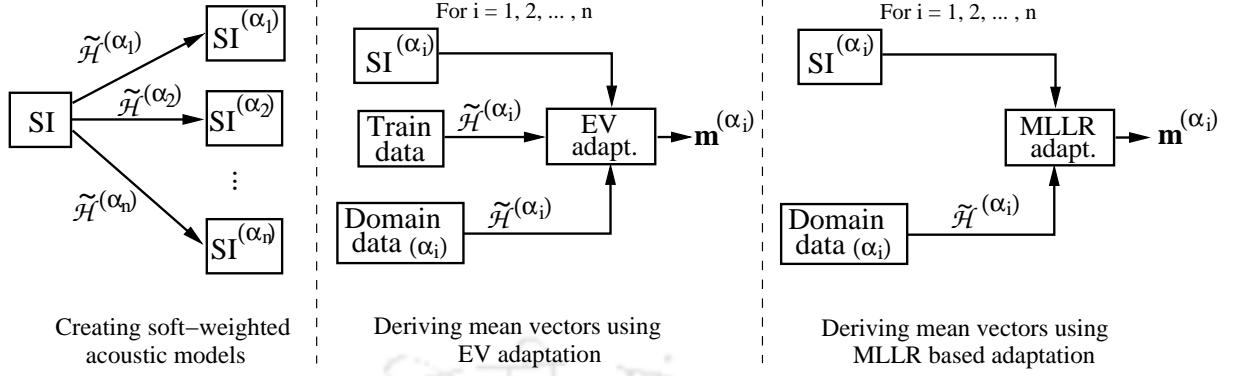 SI
H̃(α1)
SI(α1)
H̃(α2)
SI(α2)
...
H̃(αn)
SI(αn)
Creating soft−weighted
acoustic models
For i = 1, 2, ... , n
SI(αi)
Train
data
H̃(αi)
EV
adapt.
m(αi)
Domain
data (αi)
H̃(αi)
Deriving mean vectors using
EV adaptation
For i = 1, 2, ... , n
SI(αi)
MLLR
adapt.
m(αi)
Domain
data (αi)
H̃(αi)
Deriving mean vectors using
MLLR based adaptation